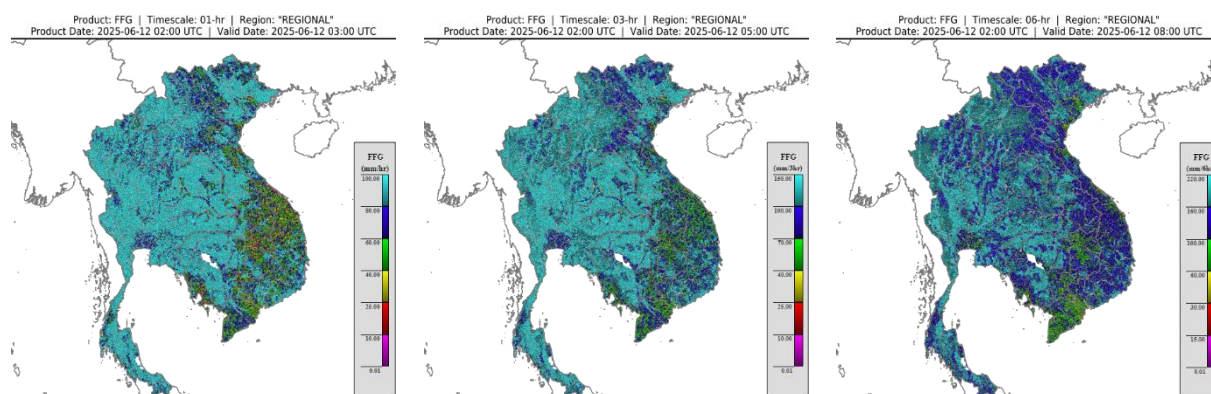 Product: FFG | Timescale: 01-hr | Region: "REGIONAL"
Product Date: 2025-06-12 02:00 UTC | Valid Date: 2025-06-12 03:00 UTC
FFG
(mm/hr)
100.00
80.00
60.00
40.00
20.00
10.00
0.01
Product: FFG | Timescale: 03-hr | Region: "REGIONAL"
Product Date: 2025-06-12 02:00 UTC | Valid Date: 2025-06-12 05:00 UTC
FFG
(mm/3hr)
100.00
70.00
40.00
20.00
10.00
0.01
Product: FFG | Timescale: 06-hr | Region: "REGIONAL"
Product Date: 2025-06-12 02:00 UTC | Valid Date: 2025-06-12 08:00 UTC
FFG
(mm/6hr)
220.00
160.00
100.00
60.00
30.00
15.00
0.01